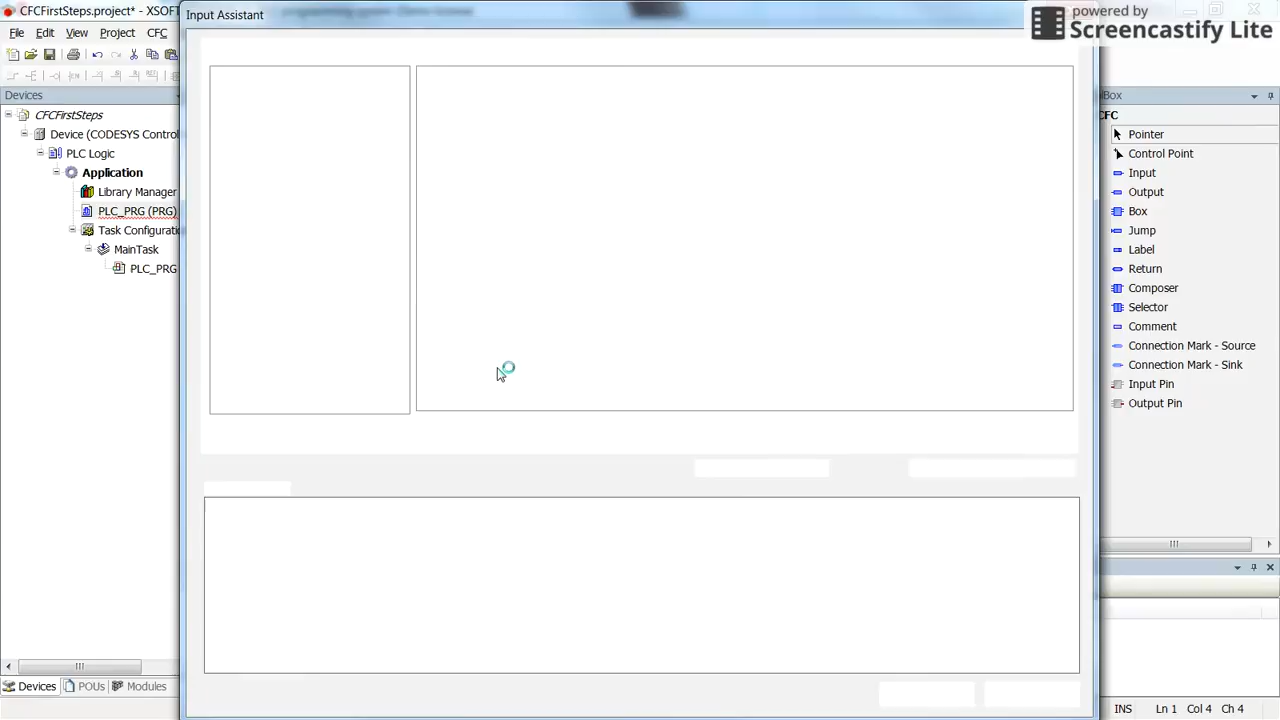 CFCFirstSteps.project* - XSOFT
Input Assistant
powered by
Screencastify Lite
File Edit View Project CFC
Devices
CFCFirstSteps
Device (CODESYS Control
PLC Logic
Application
Library Manager
PLC_PRG (PRG)
Task Configuration
MainTask
PLC_PRG
Devices POUs Modules
lBox
CFC
Pointer
Control Point
Input
Output
Box
Jump
Label
Return
Composer
Selector
Comment
Connection Mark - Source
Connection Mark - Sink
Input Pin
Output Pin
INS Ln 1 Col 4 Ch 4